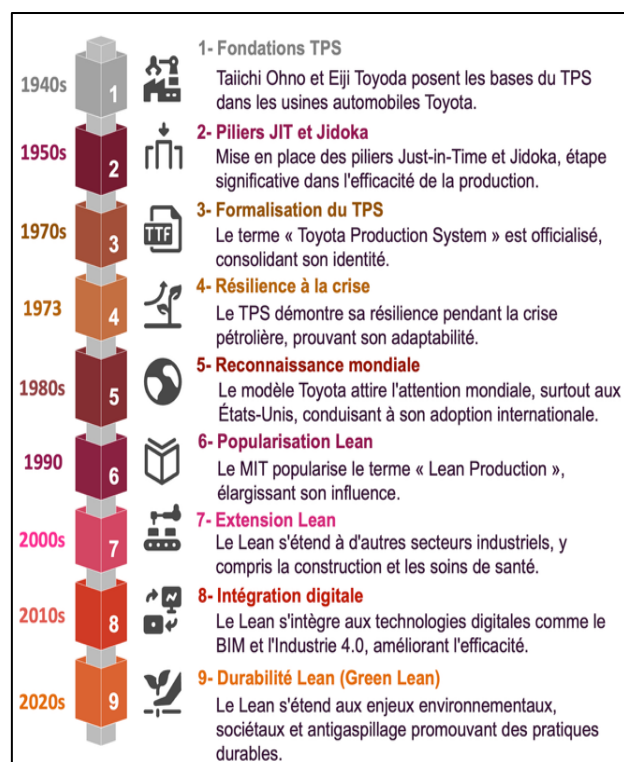 1- Fondations TPS
1940s
1
Taiichi Ohno et Eiji Toyoda posent les bases du TPS
dans les usines automobiles Toyota.
2- Piliers JIT et Jidoka
1950s
2
Mise en place des piliers Just-in-Time et Jidoka, étape
significative dans l'efficacité de la production.
3- Formalisation du TPS
1970s
3
TTF
Le terme « Toyota Production System » est officialisé,
consolidant son identité.
4- Résilience à la crise
1973
4
Le TPS démontre sa résilience pendant la crise
pétrolière, prouvant son adaptabilité.
5- Reconnaissance mondiale
1980s
5
Le modèle Toyota attire l'attention mondiale, surtout aux
États-Unis, conduisant à son adoption internationale.
6- Popularisation Lean
1990
6
Le MIT popularise le terme « Lean Production »,
élargissant son influence.
7- Extension Lean
2000s
7
Le Lean s'étend à d'autres secteurs industriels, y
compris la construction et les soins de santé.
8- Intégration digitale
2010s
8
Le Lean s'intègre aux technologies digitales comme le
BIM et l'Industrie 4.0, améliorant l'efficacité.
9- Durabilité Lean (Green Lean)
2020s
9
Le Lean s'étend aux enjeux environnementaux,
sociétaux et antigaspillage promouvant des pratiques
durables.